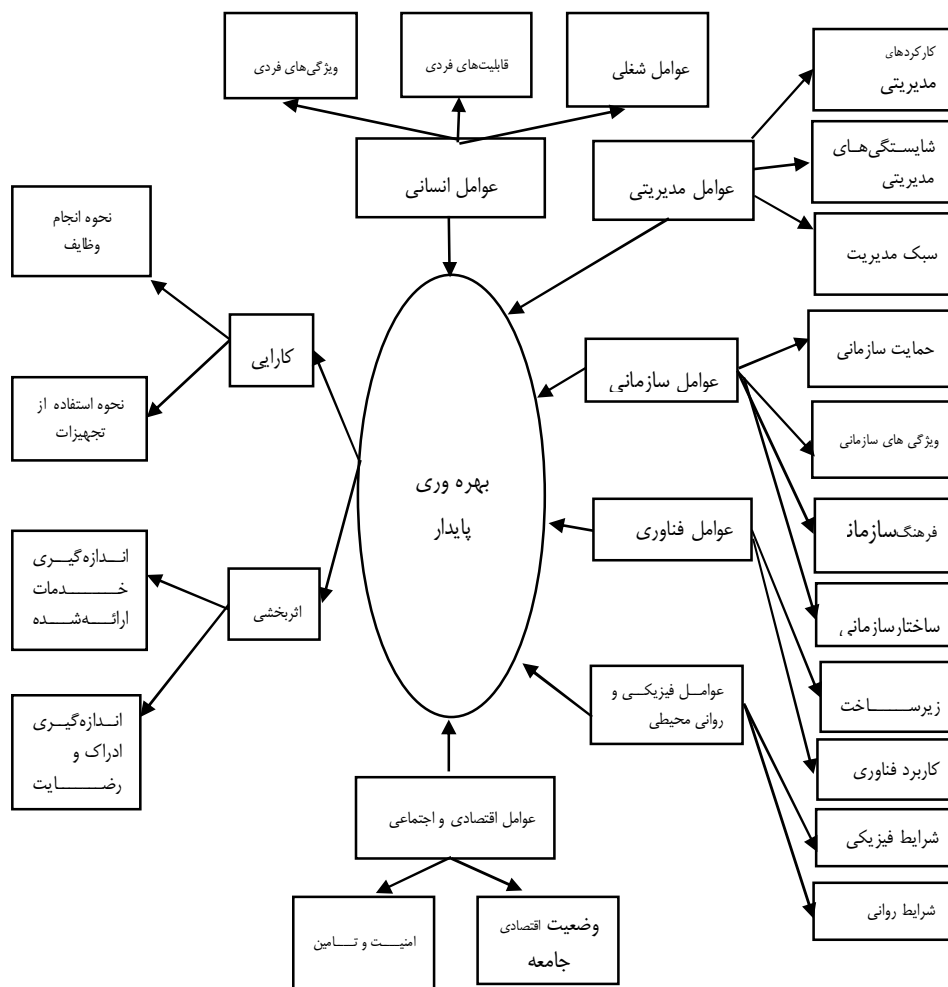 عوامل شغلی
قابلیت‌های فردی
ویژگی‌های فردی
کارکردهای
مدیریتی
شایستگی‌های
مدیریتی
سبک مدیریت
عوامل مدیریتی
عوامل انسانی
نحوه انجام
وظایف
کارایی
نحوه استفاده از
تجهیزات
بهره وری
پایدار
عوامل سازمانی
حمایت سازمانی
ویژگی های سازمانی
فرهنگ‌سازمانـ
ساختارسازمانی
عوامل فناوری
زیرساخت
کاربرد فناوری
اندازه‌گیری
خدمات
ارائه‌شده
اثربخشی
اندازه‌گیری
ادراک و
رضایت
عوامل فیزیکی و
روانی محیطی
شرایط فیزیکی
شرایط روانی
عوامل اقتصادی و اجتماعی
وضعیت اقتصادی
جامعه
امنیت و تامین